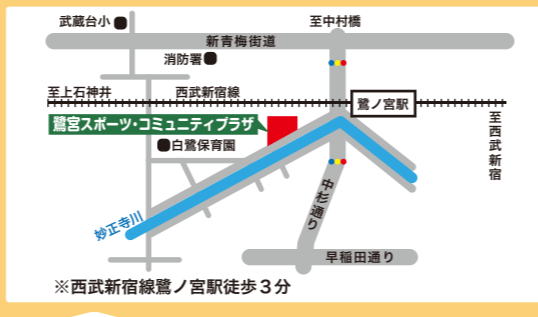 武蔵台小
至中村橋
新青梅街道
消防署
至上石神井
西武新宿線
鷺ノ宮駅
鷺宮スポーツ・コミュニティプラザ
至西武新宿
白鷺保育園
中杉通り
妙正寺川
早稲田通り
※西武新宿線鷺ノ宮駅徒歩３分